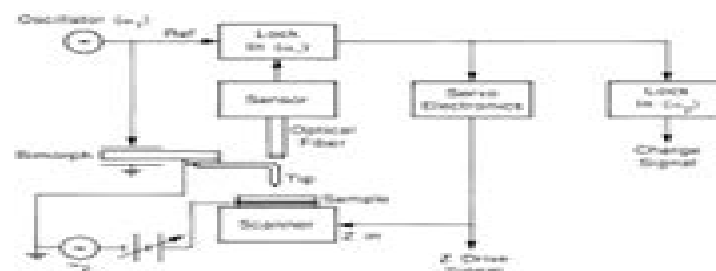 Oscillator (ω₁)
Ref
Lock
In (ω₁)
Sensor
Optical
Fiber
Bimorph
Tip
Sample
Scanner
Servo
Electronics
Lock
In (ω₂)
Charge
Signal
Z Drive